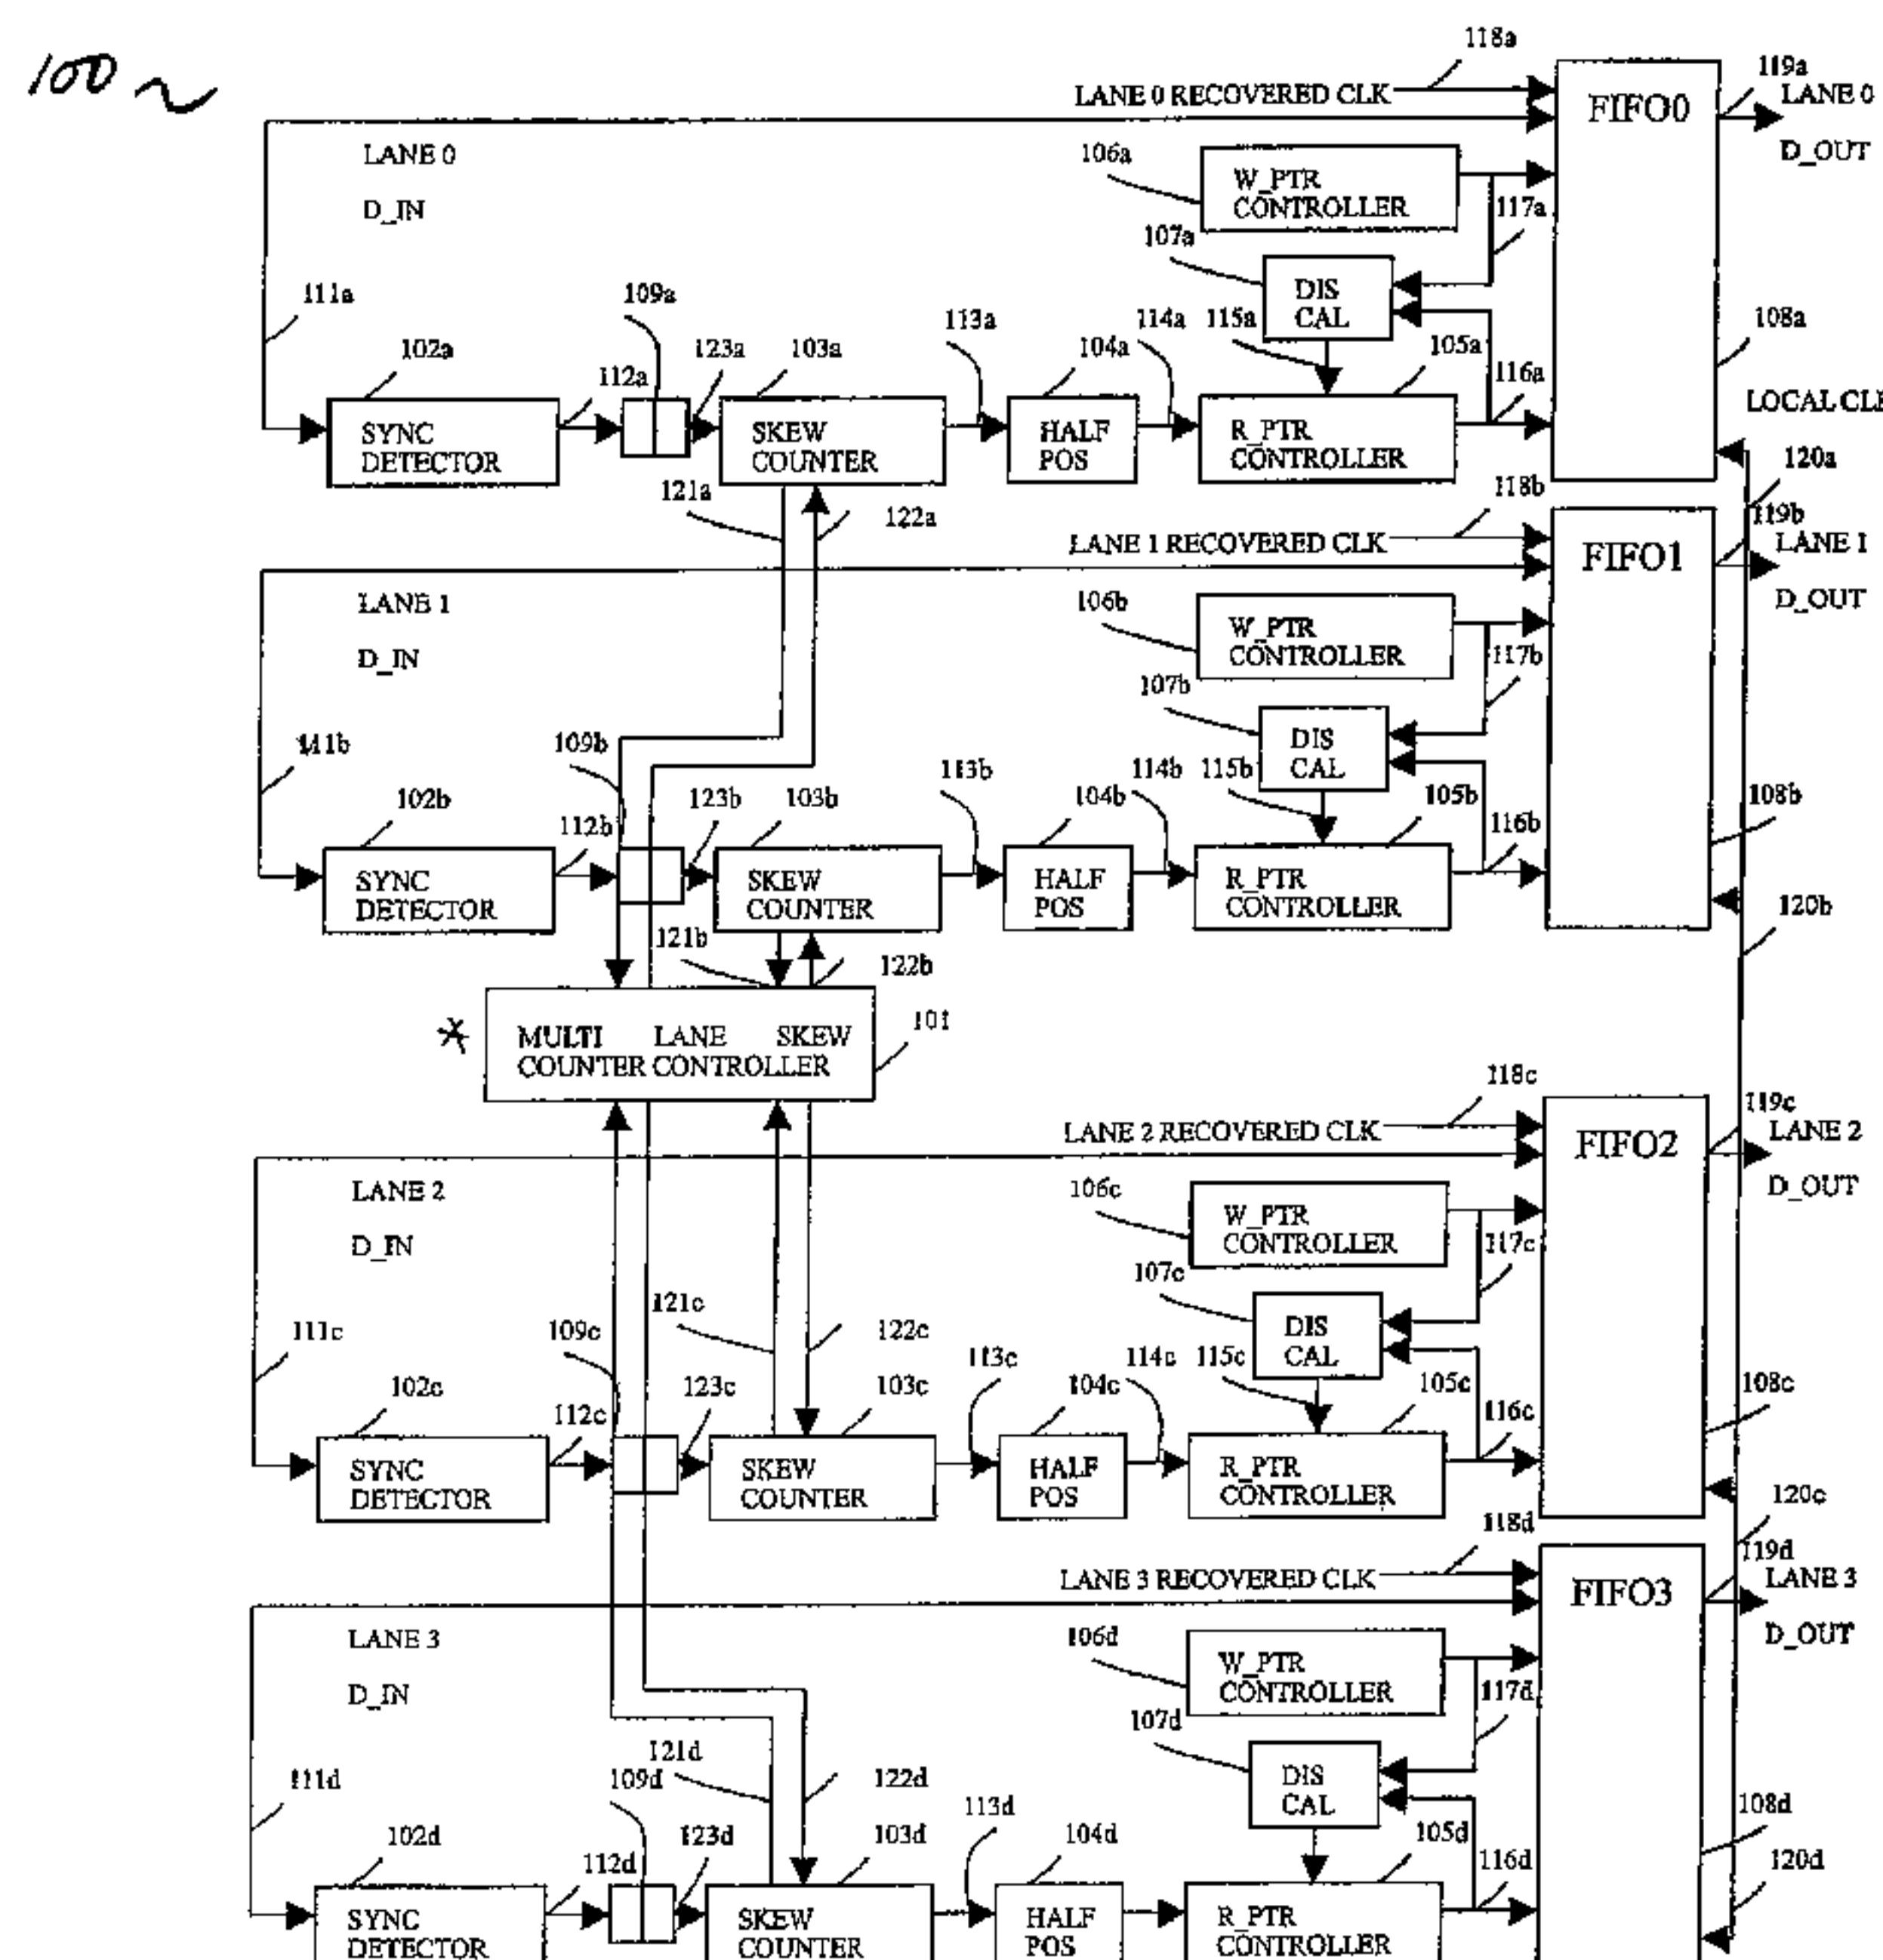 100
118a
119a
LANE 0 RECOVERED CLK
FIFO0
LANE 0
D_OUT
LANE 0
D_IN
106a
W_PTR
CONTROLLER
117a
107a
DIS
CAL
111a
109a
113a
114a
115a
105a
108a
102a
112a
123a
103a
104a
116a
LOCAL CLK
SYNC
DETECTOR
SKEW
COUNTER
HALF
POS
R_PTR
CONTROLLER
121a
122a
118b
120a
119b
LANE 1 RECOVERED CLK
FIFO1
LANE 1
D_OUT
LANE 1
D_IN
106b
W_PTR
CONTROLLER
117b
107b
DIS
CAL
111b
109b
113b
114b
115b
105b
108b
102b
112b
123b
103b
104b
116b
SYNC
DETECTOR
SKEW
COUNTER
HALF
POS
R_PTR
CONTROLLER
120b
121b
122b
MULTI LANE SKEW
COUNTER CONTROLLER
101
118c
119c
LANE 2 RECOVERED CLK
FIFO2
LANE 2
D_OUT
LANE 2
D_IN
106c
W_PTR
CONTROLLER
117c
107c
DIS
CAL
121c
122c
111c
109c
113c
114c
115c
105c
108c
102c
112c
123c
103c
104c
116c
SYNC
DETECTOR
SKEW
COUNTER
HALF
POS
R_PTR
CONTROLLER
120c
118d
119d
LANE 3 RECOVERED CLK
FIFO3
LANE 3
D_OUT
LANE 3
D_IN
106d
W_PTR
CONTROLLER
117d
107d
DIS
CAL
121d
122d
111d
109d
113d
105d
108d
102d
112d
123d
103d
104d
116d
120d
SYNC
DETECTOR
SKEW
COUNTER
HALF
POS
R_PTR
CONTROLLER